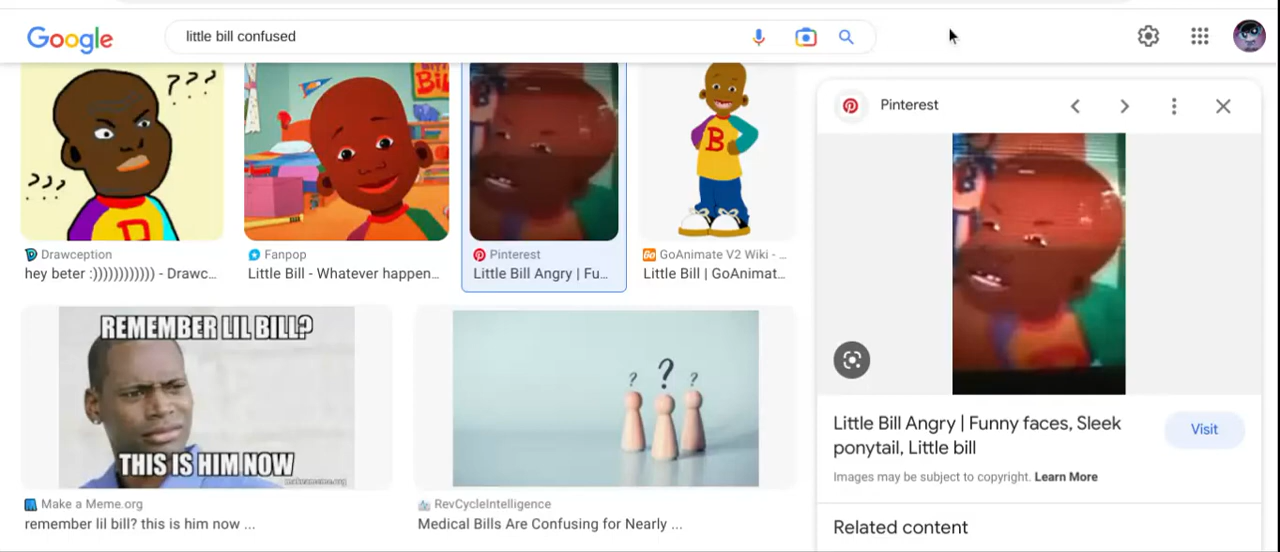 Google
little bill confused
???
???
B
Bil
B
Drawception
hey beter :)))))))))))) - Drawc...
Fanpop
Little Bill - Whatever happen...
Pinterest
Little Bill Angry | Fu...
GoAnimate V2 Wiki - ...
Little Bill | GoAnimat...
REMEMBER LIL BILL?
THIS IS HIM NOW
makeameme.org
Make a Meme.org
remember lil bill? this is him now ...
? ? ?
RevCycleIntelligence
Medical Bills Are Confusing for Nearly ...
Pinterest
Little Bill Angry | Funny faces, Sleek
ponytail, Little bill
Visit
Images may be subject to copyright. Learn More
Related content